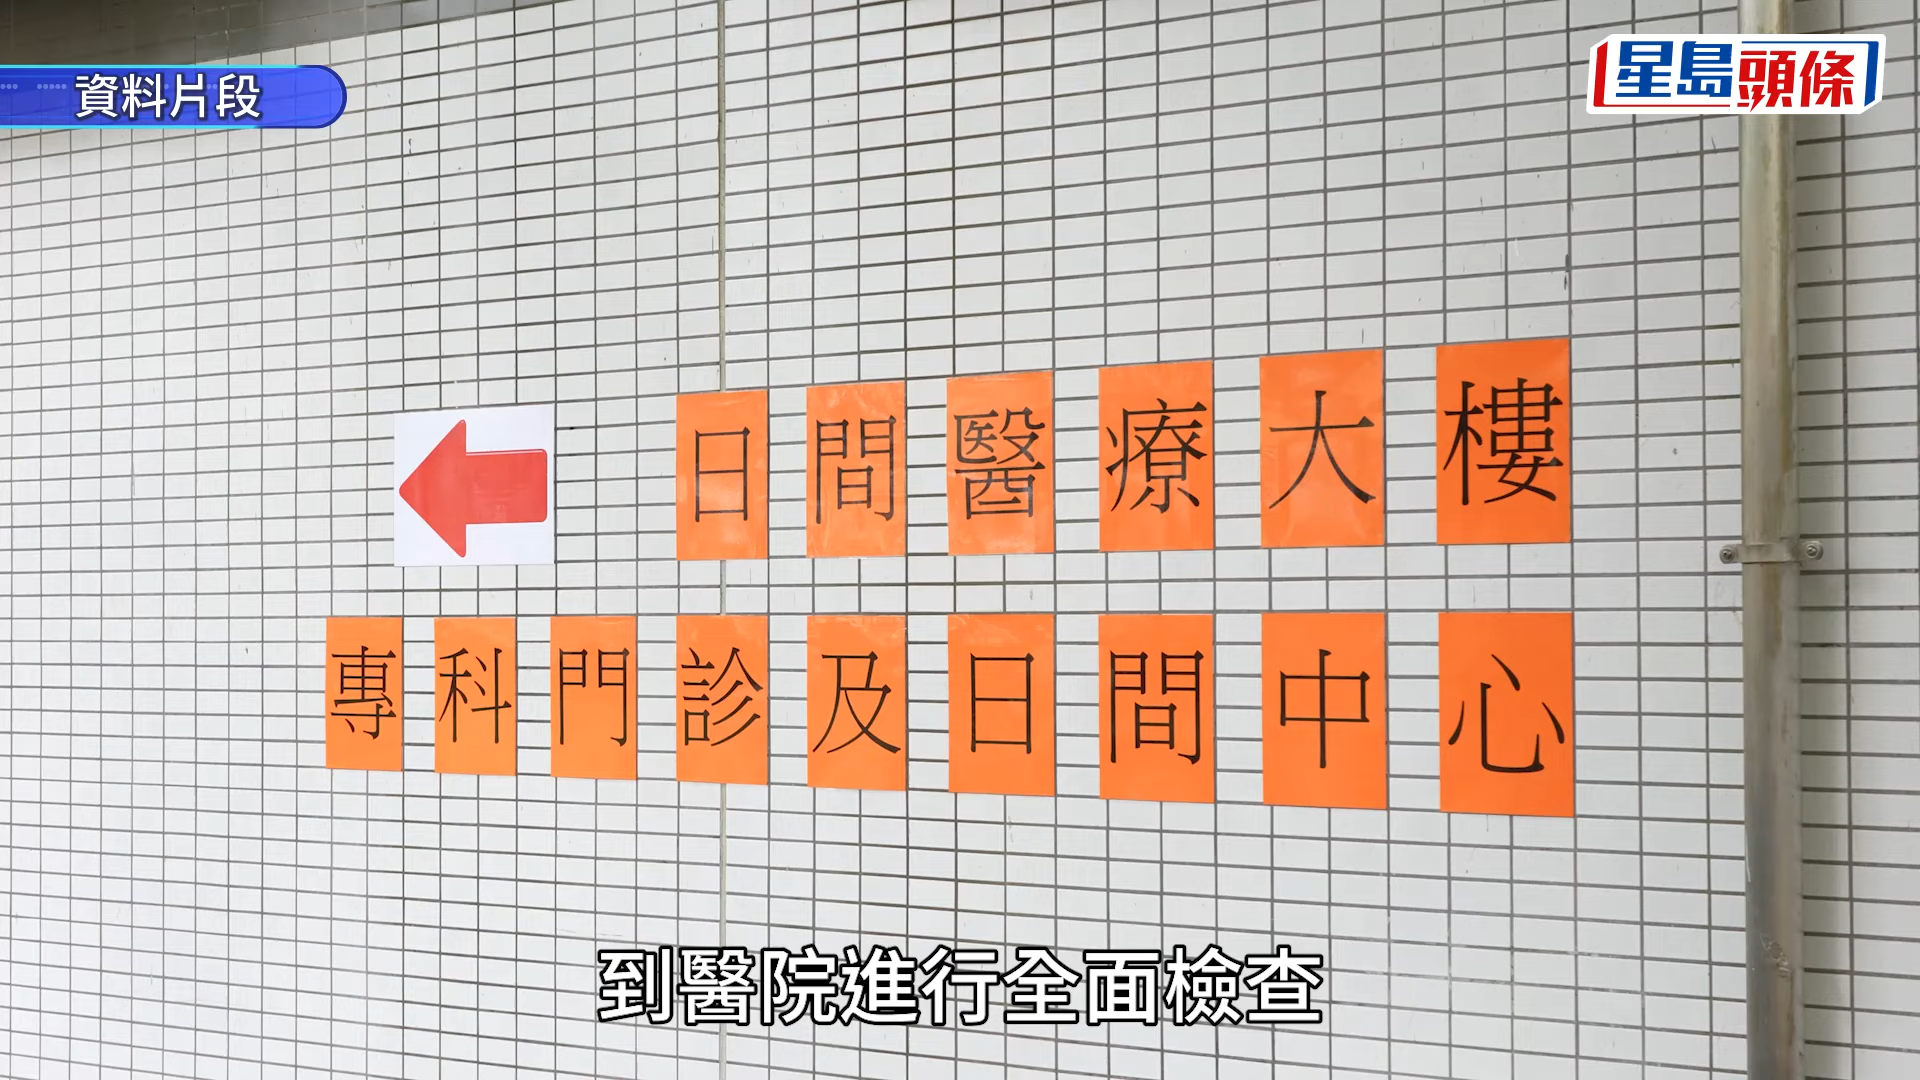 資料片段
星島頭條
日間醫療大樓
專科門診及日間中心
到醫院進行全面檢查